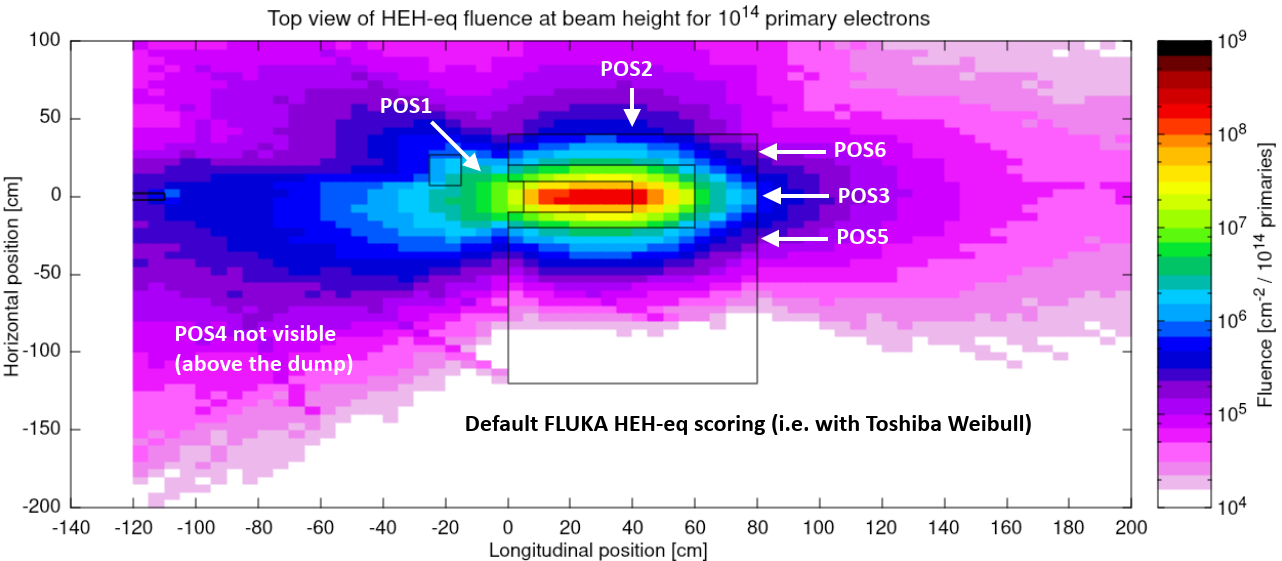 Top view of HEH-eq fluence at beam height for 10^14 primary electrons
100
50
0
-50
-100
-150
-200
Horizontal position [cm]
POS1
POS2
POS6
POS3
POS5
POS4 not visible
(above the dump)
Default FLUKA HEH-eq scoring (i.e. with Toshiba Weibull)
-140 -120 -100 -80 -60 -40 -20 0 20 40 60 80 100 120 140 160 180 200
Longitudinal position [cm]
10^9
10^8
10^7
10^6
10^5
10^4
Fluence [cm^-2 / 10^14 primaries]